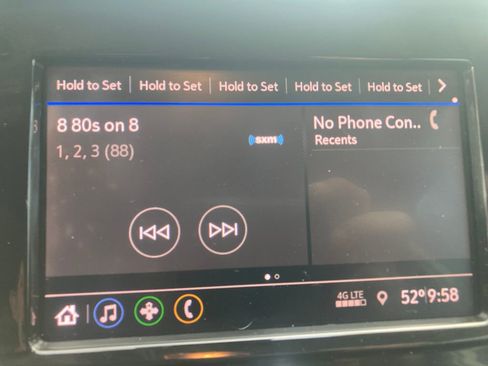 Hold to Set Hold to Set Hold to Set Hold to Set Hold to Set
8 80s on 8
1, 2, 3 (88)
sxm
No Phone Con..
Recents
4G LTE
52° 9:58